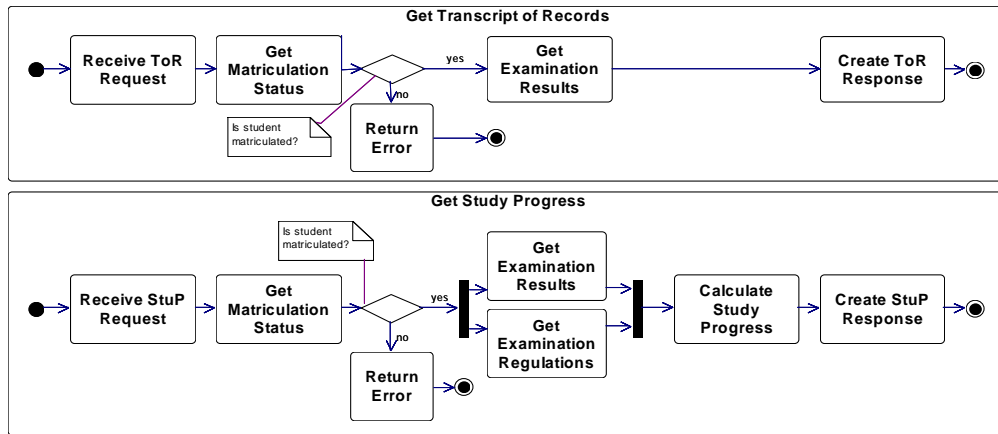 Get Transcript of Records
Receive ToR
Request
Get
Matriculation
Status
yes
no
Is student
matriculated?
Return
Error
Get
Examination
Results
Create ToR
Response
Get Study Progress
Is student
matriculated?
Receive StuP
Request
Get
Matriculation
Status
yes
no
Return
Error
Get
Examination
Results
Get
Examination
Regulations
Calculate
Study
Progress
Create StuP
Response